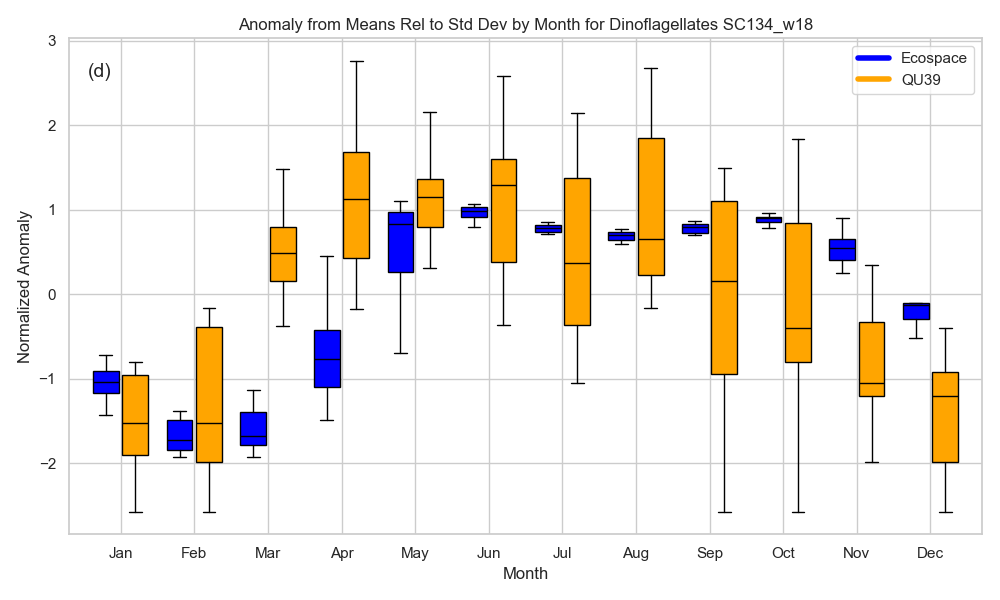 Anomaly from Means Rel to Std Dev by Month for Dinoflagellates SC134_w18
(d)
Ecospace
QU39
3
2
1
0
−1
−2
Normalized Anomaly
Jan Feb Mar Apr May Jun Jul Aug Sep Oct Nov Dec
Month